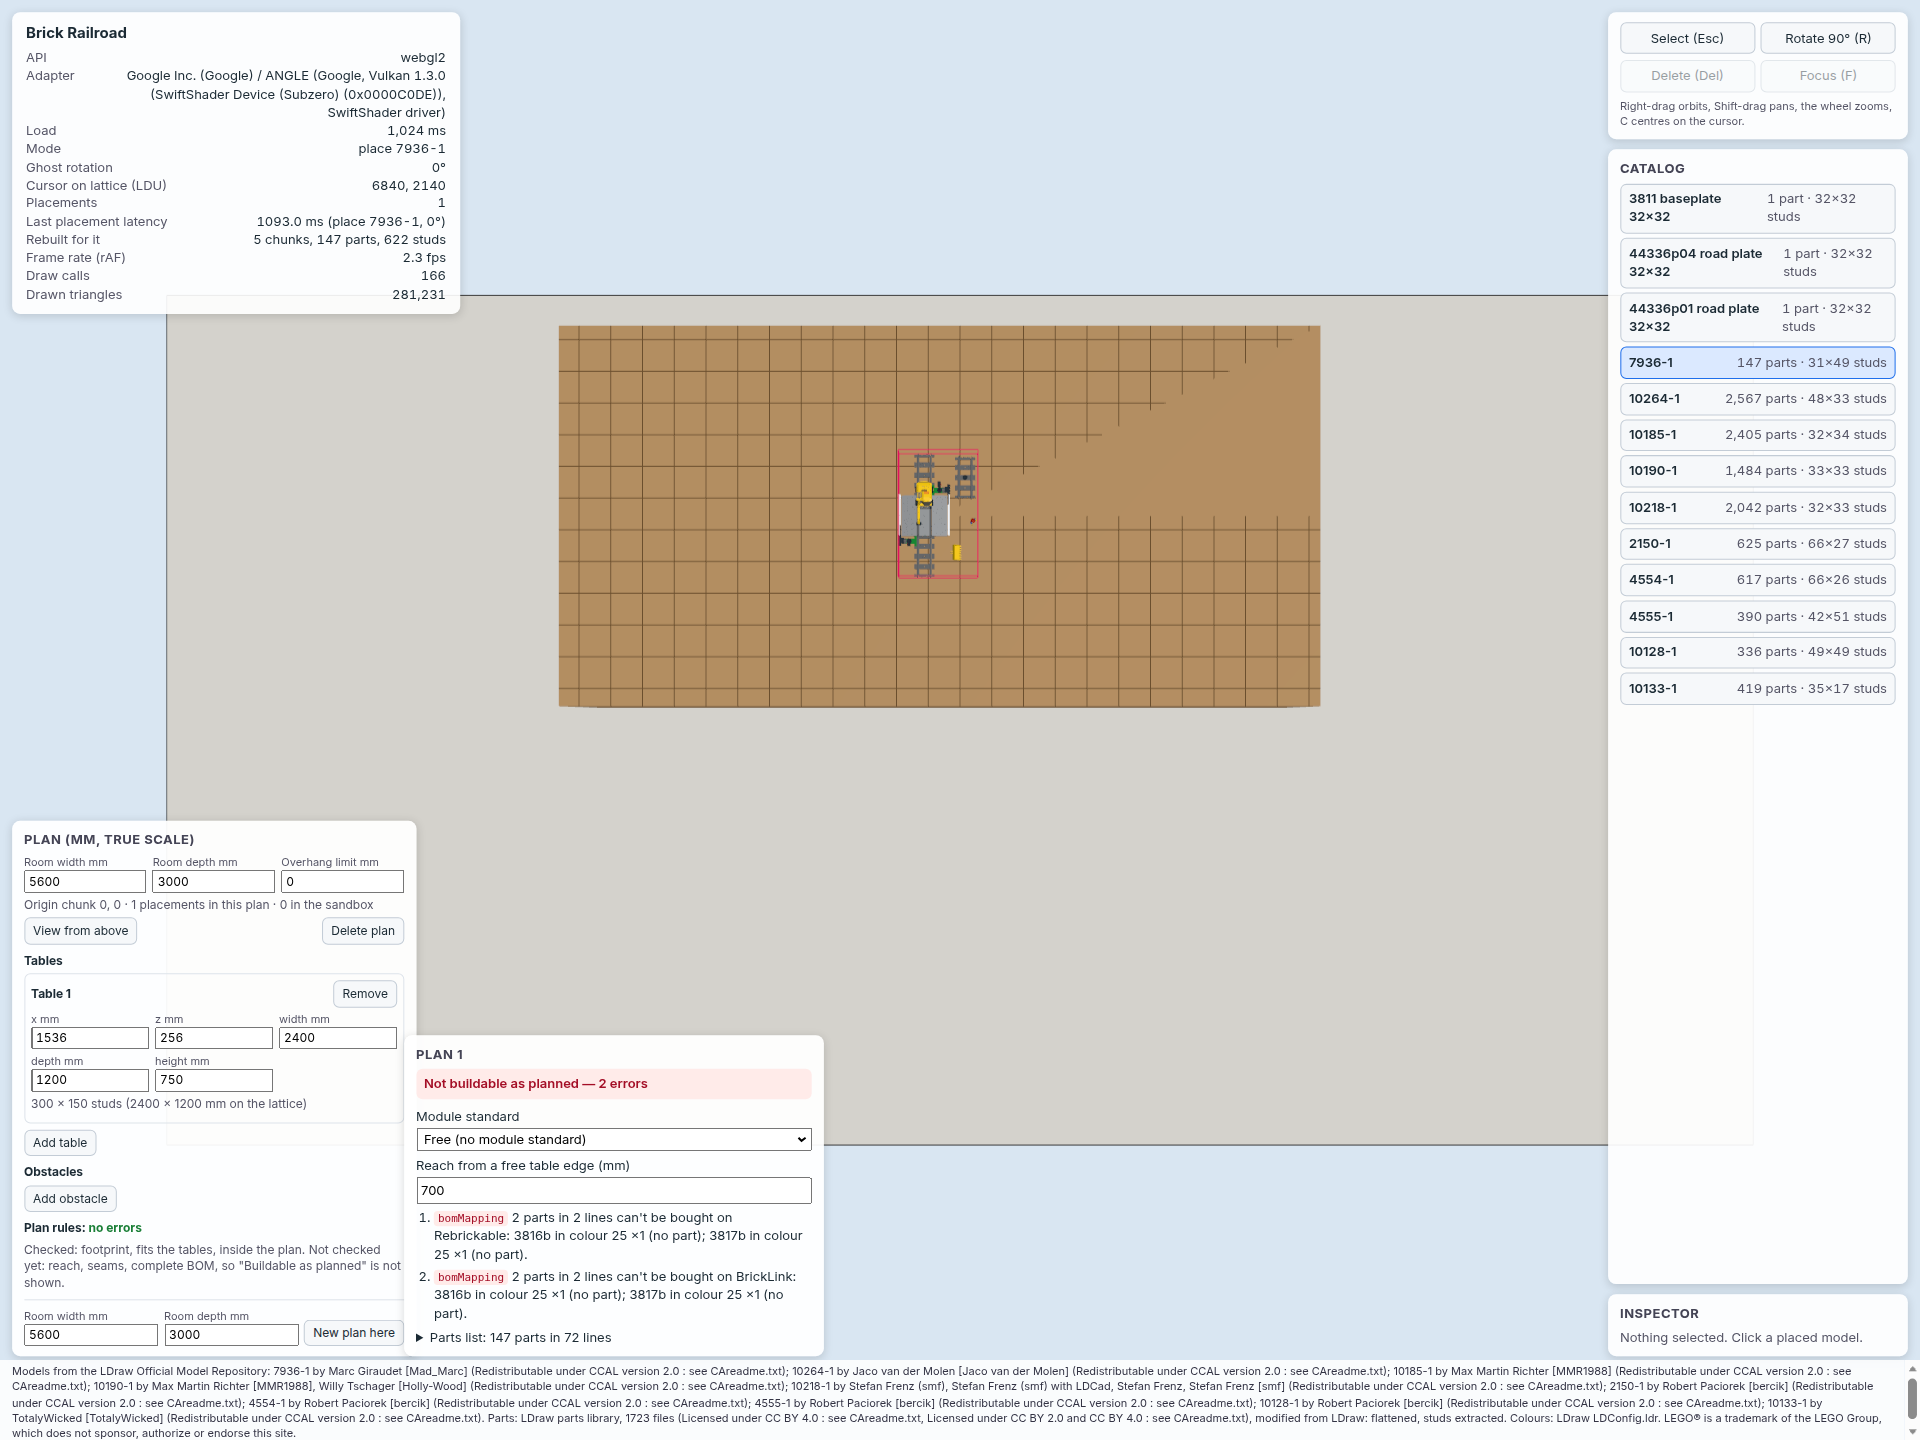 Brick Railroad
API webgl2
Adapter Google Inc. (Google) / ANGLE (Google, Vulkan 1.3.0
(SwiftShader Device (Subzero) (0x0000C0DE)),
SwiftShader driver)
Load 1,024 ms
Mode place 7936-1
Ghost rotation 0°
Cursor on lattice (LDU) 6840, 2140
Placements 1
Last placement latency 1093.0 ms (place 7936-1, 0°)
Rebuilt for it 5 chunks, 147 parts, 622 studs
Frame rate (rAF) 2.3 fps
Draw calls 166
Drawn triangles 281,231
Select (Esc) Rotate 90° (R)
Delete (Del) Focus (F)
Right-drag orbits, Shift-drag pans, the wheel zooms,
C centres on the cursor.
CATALOG
3811 baseplate 1 part · 32×32
32×32 studs
44336p04 road plate 1 part · 32×32
32×32 studs
44336p01 road plate 1 part · 32×32
32×32 studs
7936-1 147 parts · 31×49 studs
10264-1 2,567 parts · 48×33 studs
10185-1 2,405 parts · 32×34 studs
10190-1 1,484 parts · 33×33 studs
10218-1 2,042 parts · 32×33 studs
2150-1 625 parts · 66×27 studs
4554-1 617 parts · 66×26 studs
4555-1 390 parts · 42×51 studs
10128-1 336 parts · 49×49 studs
10133-1 419 parts · 35×17 studs
PLAN (MM, TRUE SCALE)
Room width mm Room depth mm Overhang limit mm
5600 3000 0
Origin chunk 0, 0 · 1 placements in this plan · 0 in the sandbox
View from above Delete plan
Tables
Table 1 Remove
x mm z mm width mm
1536 256 2400
depth mm height mm
1200 750
300 × 150 studs (2400 × 1200 mm on the lattice)
Add table
Obstacles
Add obstacle
Plan rules: no errors
Checked: footprint, fits the tables, inside the plan. Not checked
yet: reach, seams, complete BOM, so "Buildable as planned" is not
shown.
Room width mm Room depth mm
5600 3000 New plan here
PLAN 1
Not buildable as planned — 2 errors
Module standard
Free (no module standard)
Reach from a free table edge (mm)
700
1. bomMapping 2 parts in 2 lines can't be bought on
Rebrickable: 3816b in colour 25 ×1 (no part); 3817b in colour
25 ×1 (no part).
2. bomMapping 2 parts in 2 lines can't be bought on BrickLink:
3816b in colour 25 ×1 (no part); 3817b in colour 25 ×1 (no
part).
Parts list: 147 parts in 72 lines
INSPECTOR
Nothing selected. Click a placed model.
Models from the LDraw Official Model Repository: 7936-1 by Marc Giraudet [Mad_Marc] (Redistributable under CCAL version 2.0 : see CAreadme.txt); 10264-1 by Jaco van der Molen [Jaco van der Molen] (Redistributable under CCAL version 2.0 : see CAreadme.txt); 10185-1 by Max Martin Richter [MMR1988] (Redistributable under CCAL version 2.0 : see
CAreadme.txt); 10190-1 by Max Martin Richter [MMR1988], Willy Tschager [Holly-Wood] (Redistributable under CCAL version 2.0 : see CAreadme.txt); 10218-1 by Stefan Frenz (smf), Stefan Frenz (smf) with LDCad, Stefan Frenz, Stefan Frenz [smf] (Redistributable under CCAL version 2.0 : see CAreadme.txt); 2150-1 by Robert Paciorek [bercik] (Redistributable
under CCAL version 2.0 : see CAreadme.txt); 4554-1 by Robert Paciorek [bercik] (Redistributable under CCAL version 2.0 : see CAreadme.txt); 4555-1 by Robert Paciorek [bercik] (Redistributable under CCAL version 2.0 : see CAreadme.txt); 10128-1 by Robert Paciorek [bercik] (Redistributable under CCAL version 2.0 : see CAreadme.txt); 10133-1 by
TotalyWicked [TotalyWicked] (Redistributable under CCAL version 2.0 : see CAreadme.txt). Parts: LDraw parts library, 1723 files (Licensed under CC BY 4.0 : see CAreadme.txt, Licensed under CC BY 2.0 and CC BY 4.0 : see CAreadme.txt), modified from LDraw: flattened, studs extracted. Colours: LDraw LDConfig.ldr. LEGO® is a trademark of the LEGO Group,
which does not sponsor, authorize or endorse this site.